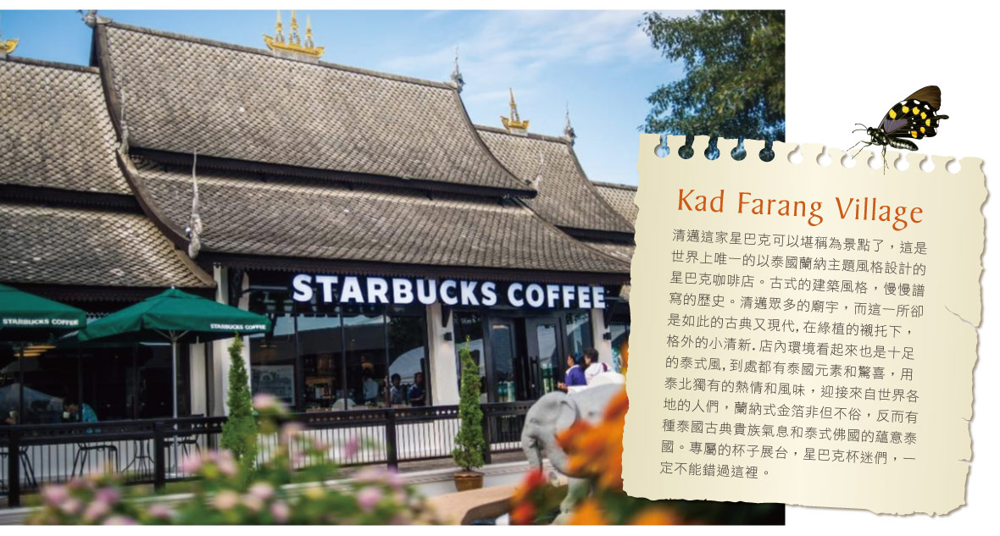 STARBUCKS COFFEE
STARBUCKS COFFEE
STARBUCKS COFFEE
Kad Farang Village
清邁這家星巴克可以堪稱為景點了，這是
世界上唯一的以泰國蘭納主題風格設計的
星巴克咖啡店。古式的建築風格，慢慢譜
寫的歷史。清邁眾多的廟宇，而這一所卻
是如此的古典又現代,在綠植的襯托下，
格外的小清新.店內環境看起來也是十足
的泰式風,到處都有泰國元素和驚喜，用
泰北獨有的熱情和風味，迎接來自世界各
地的人們，蘭納式金箔非但不俗，反而有
種泰國古典貴族氣息和泰式佛國的蘊意泰
國。專屬的杯子展台，星巴克杯迷們，一
定不能錯過這裡。